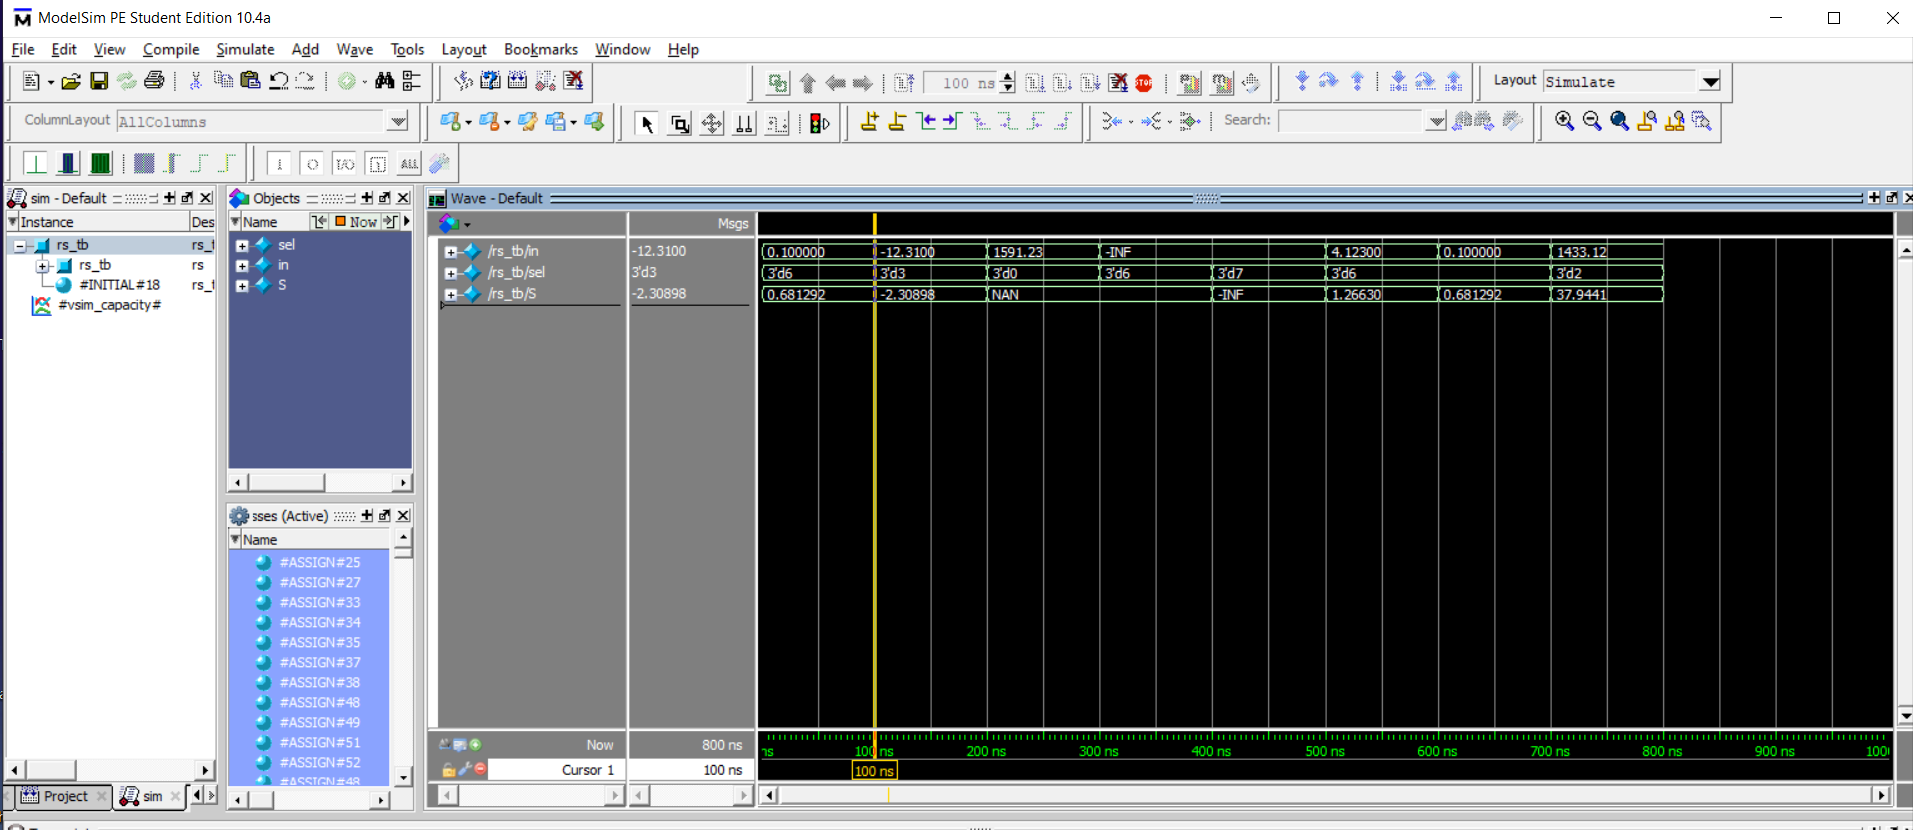 ModelSim PE Student Edition 10.4a
File Edit View Compile Simulate Add Wave Tools Layout Bookmarks Window Help
100 ns
STOP
Layout Simulate
ColumnLayout AllColumns
Search:
ALL
sim - Default
Instance Des
rs_tb rs_t
rs_tb rs
#INITIAL#18 rs_t
#vsim_capacity#
Project
sim
Objects
Name Now
sel
in
S
sses (Active)
Name
#ASSIGN#25
#ASSIGN#27
#ASSIGN#33
#ASSIGN#34
#ASSIGN#35
#ASSIGN#37
#ASSIGN#38
#ASSIGN#48
#ASSIGN#49
#ASSIGN#51
#ASSIGN#52
#ASSIGN#48
Wave - Default
Msgs
/rs_tb/in -12.3100 0.100000 -12.3100 1591.23 -INF 4.12300 0.100000 1433.12
/rs_tb/sel 3'd3 3'd6 3'd3 3'd0 3'd6 3'd7 3'd6 3'd2
/rs_tb/S -2.30898 0.681292 -2.30898 NAN -INF 1.26630 0.681292 37.9441
Now 800 ns
ns 100 ns 200 ns 300 ns 400 ns 500 ns 600 ns 700 ns 800 ns 900 ns 1000
Cursor 1 100 ns
100 ns